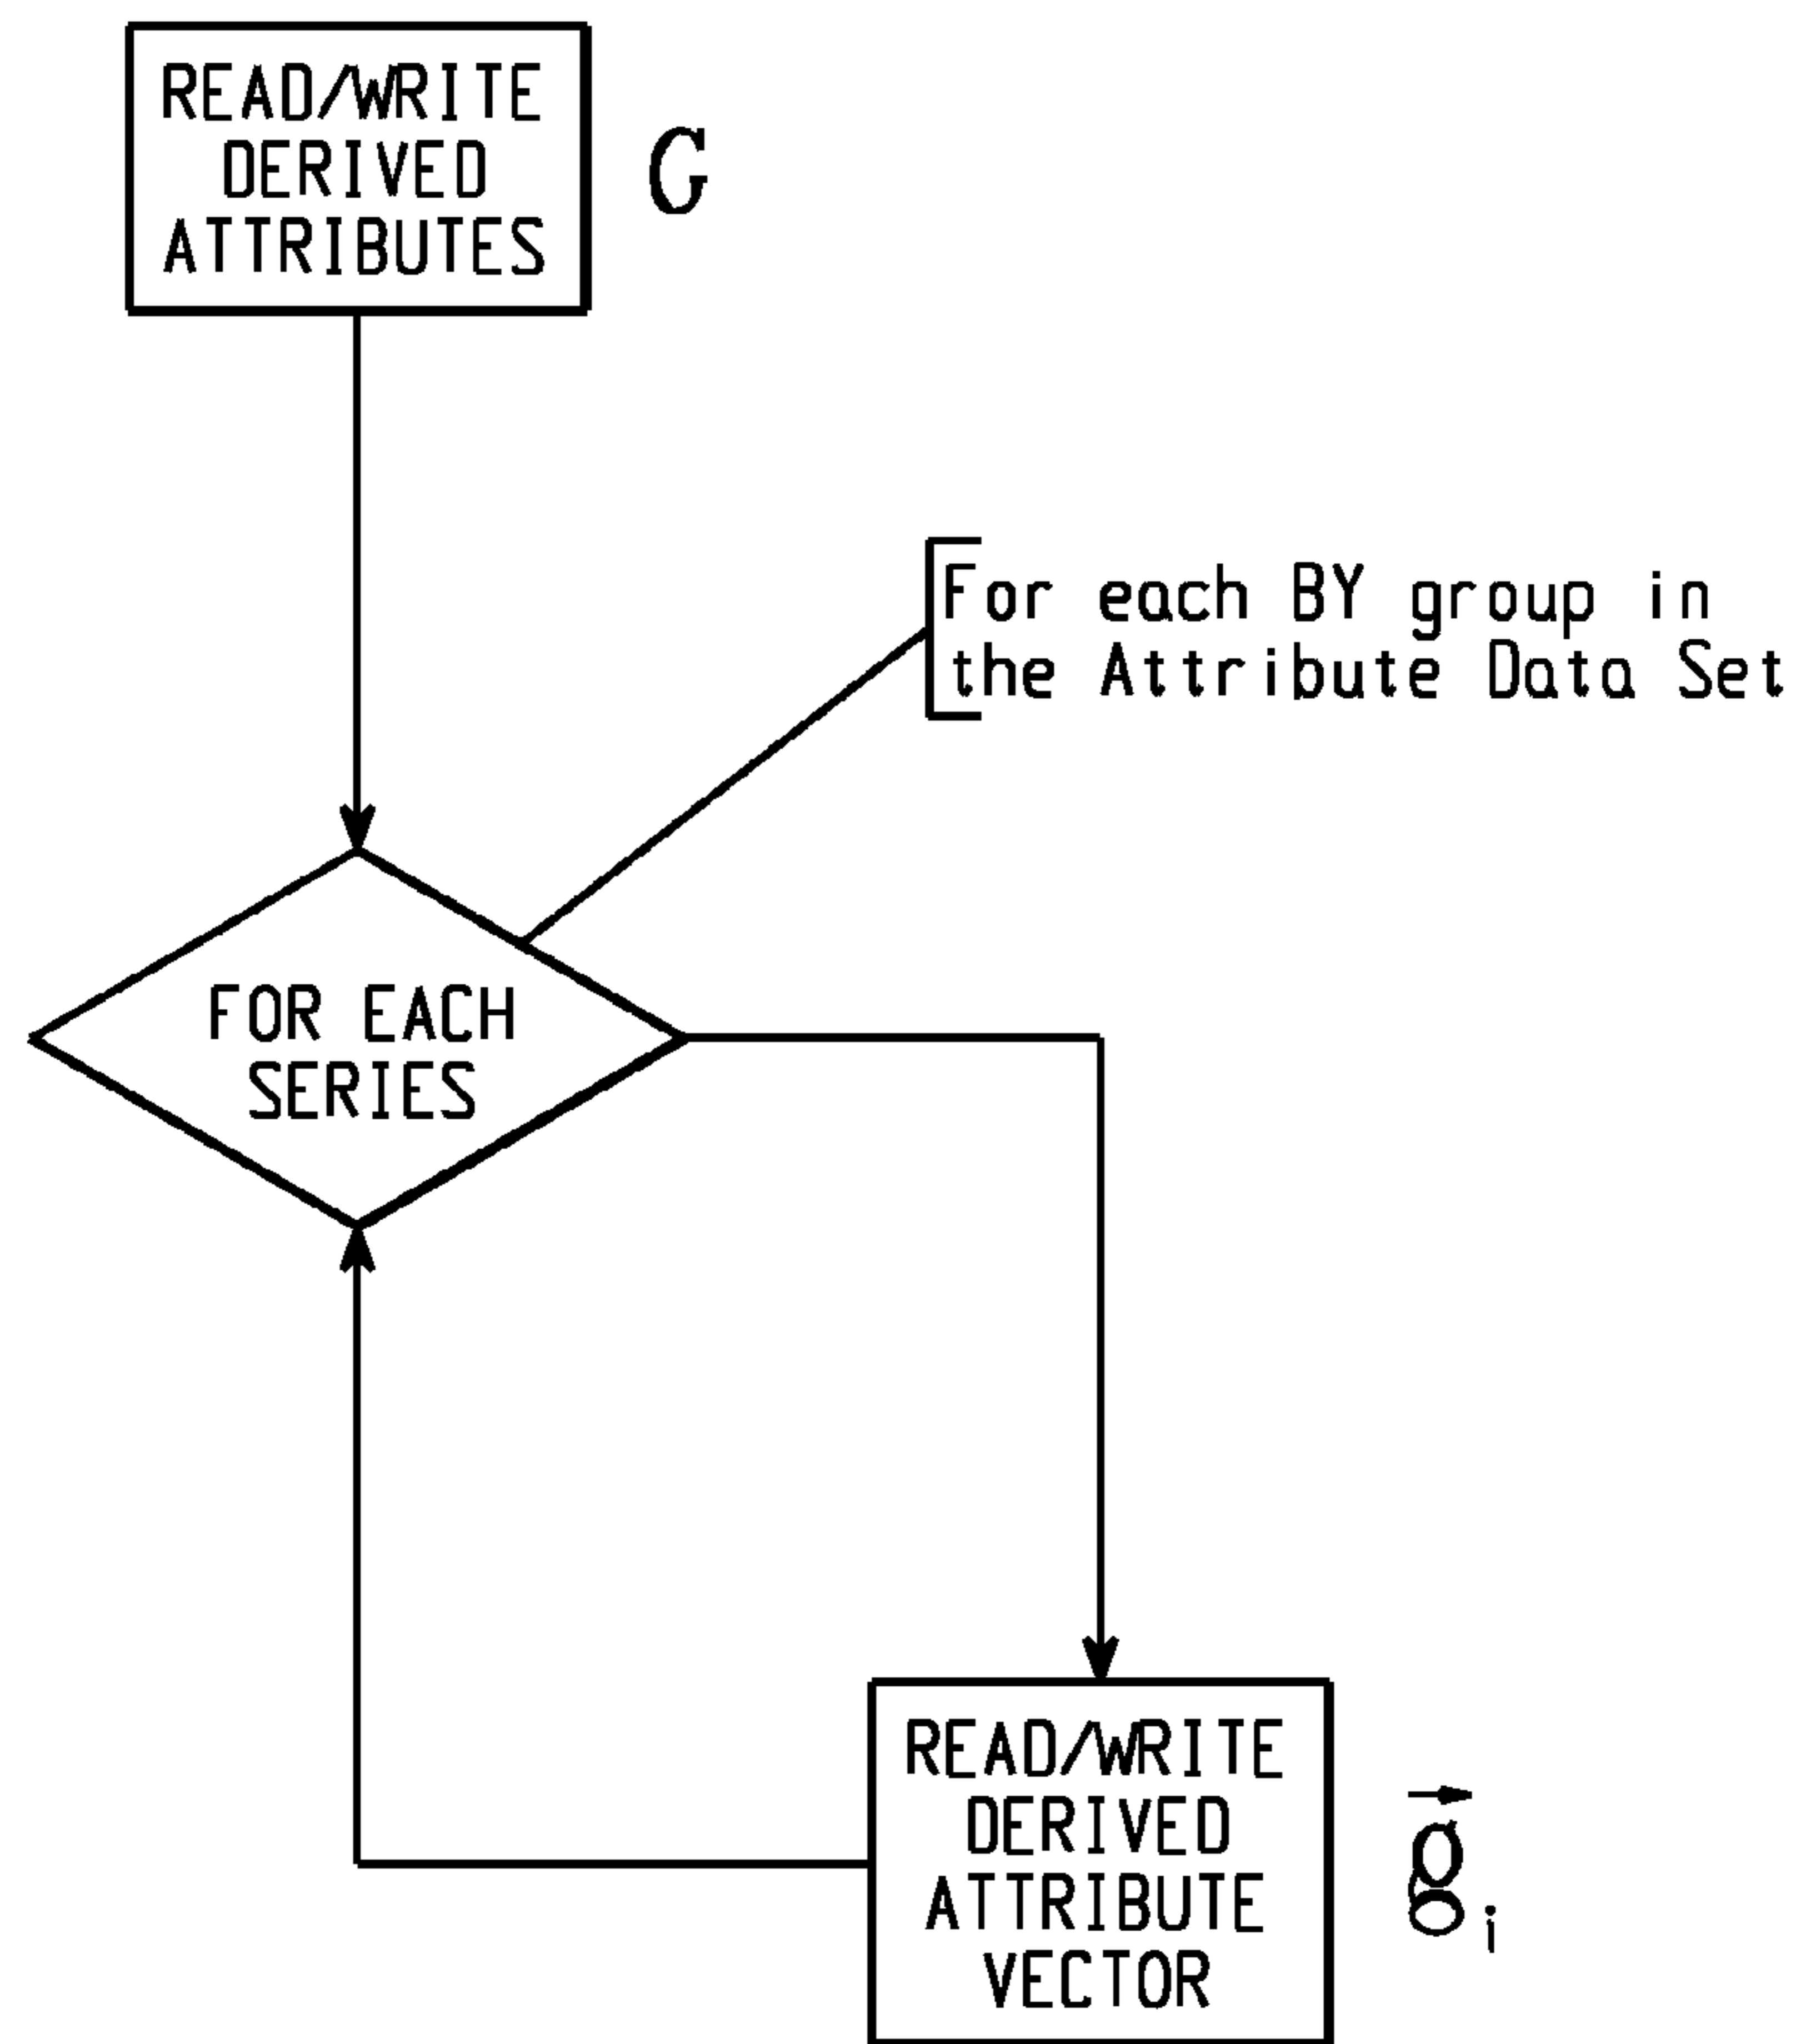 READ/WRITE
DERIVED
ATTRIBUTES
G
For each BY group in
the Attribute Data Set
FOR EACH
SERIES
READ/WRITE
DERIVED
ATTRIBUTE
VECTOR
g⃗ᵢ